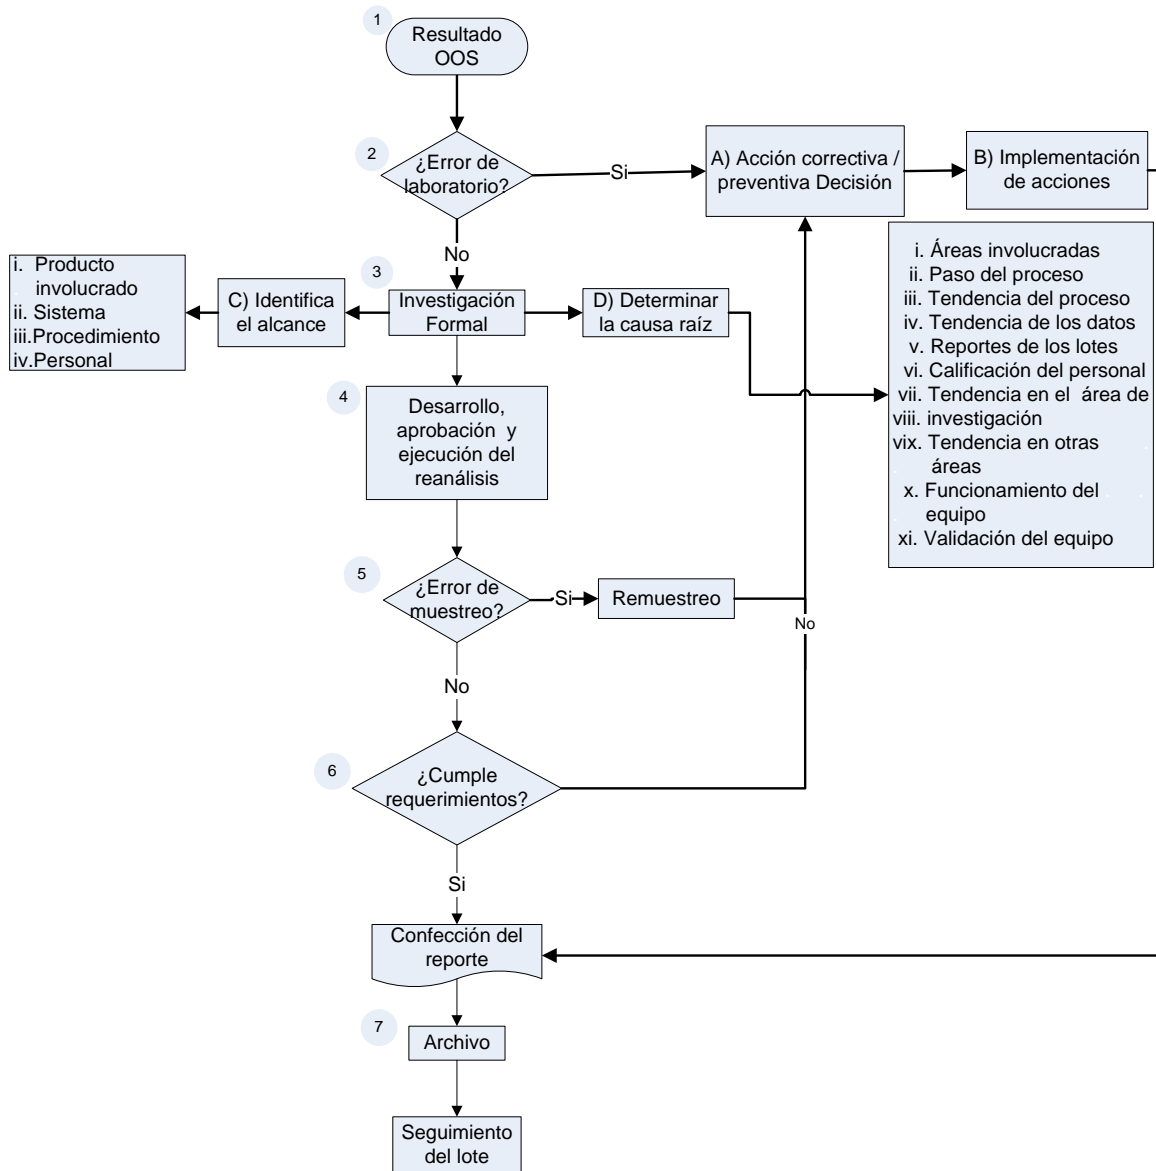 1
Resultado
OOS
2
¿Error de
laboratorio?
Si
A) Acción correctiva /
preventiva Decisión
B) Implementación
de acciones
No
3
Investigación
Formal
C) Identifica
el alcance
i. Producto
involucrado
ii. Sistema
iii.Procedimiento
iv.Personal
D) Determinar
la causa raíz
i. Áreas involucradas
ii. Paso del proceso
iii. Tendencia del proceso
iv. Tendencia de los datos
v. Reportes de los lotes
vi. Calificación del personal
vii. Tendencia en el área de
viii. investigación
vix. Tendencia en otras
áreas
x. Funcionamiento del
equipo
xi. Validación del equipo
4
Desarrollo,
aprobación y
ejecución del
reanálisis
5
¿Error de
muestreo?
Si
Remuestreo
No
No
6
¿Cumple
requerimientos?
Si
Confección del
reporte
7
Archivo
Seguimiento
del lote